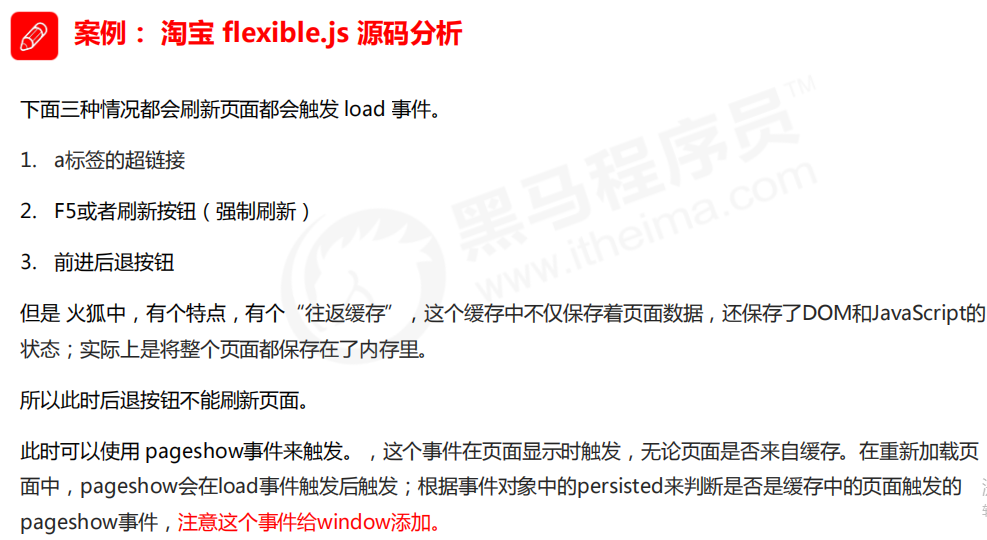 案例： 淘宝 flexible.js 源码分析
下面三种情况都会刷新页面都会触发 load 事件。
1. a标签的超链接
2. F5或者刷新按钮（强制刷新）
3. 前进后退按钮
但是 火狐中，有个特点，有个“往返缓存”，这个缓存中不仅保存着页面数据，还保存了DOM和JavaScript的
状态；实际上是将整个页面都保存在了内存里。
所以此时后退按钮不能刷新页面。
此时可以使用 pageshow事件来触发。，这个事件在页面显示时触发，无论页面是否来自缓存。在重新加载页
面中，pageshow会在load事件触发后触发；根据事件对象中的persisted来判断是否是缓存中的页面触发的
pageshow事件，注意这个事件给window添加。
黑马程序员™
www.itheima.com